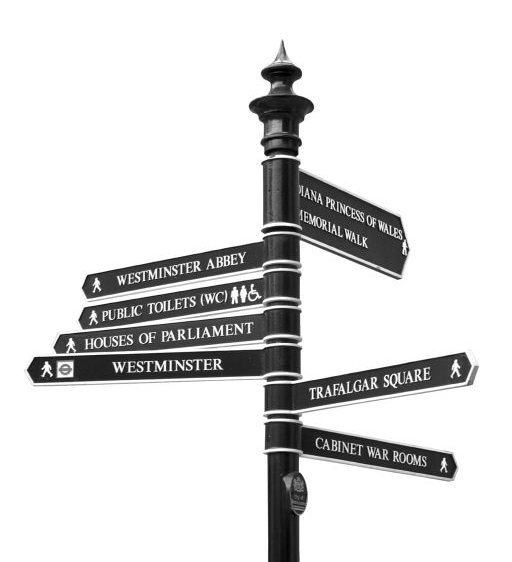 DIANA PRINCESS OF WALES
MEMORIAL WALK
WESTMINSTER ABBEY
PUBLIC TOILETS (WC)
HOUSES OF PARLIAMENT
WESTMINSTER
TRAFALGAR SQUARE
CABINET WAR ROOMS